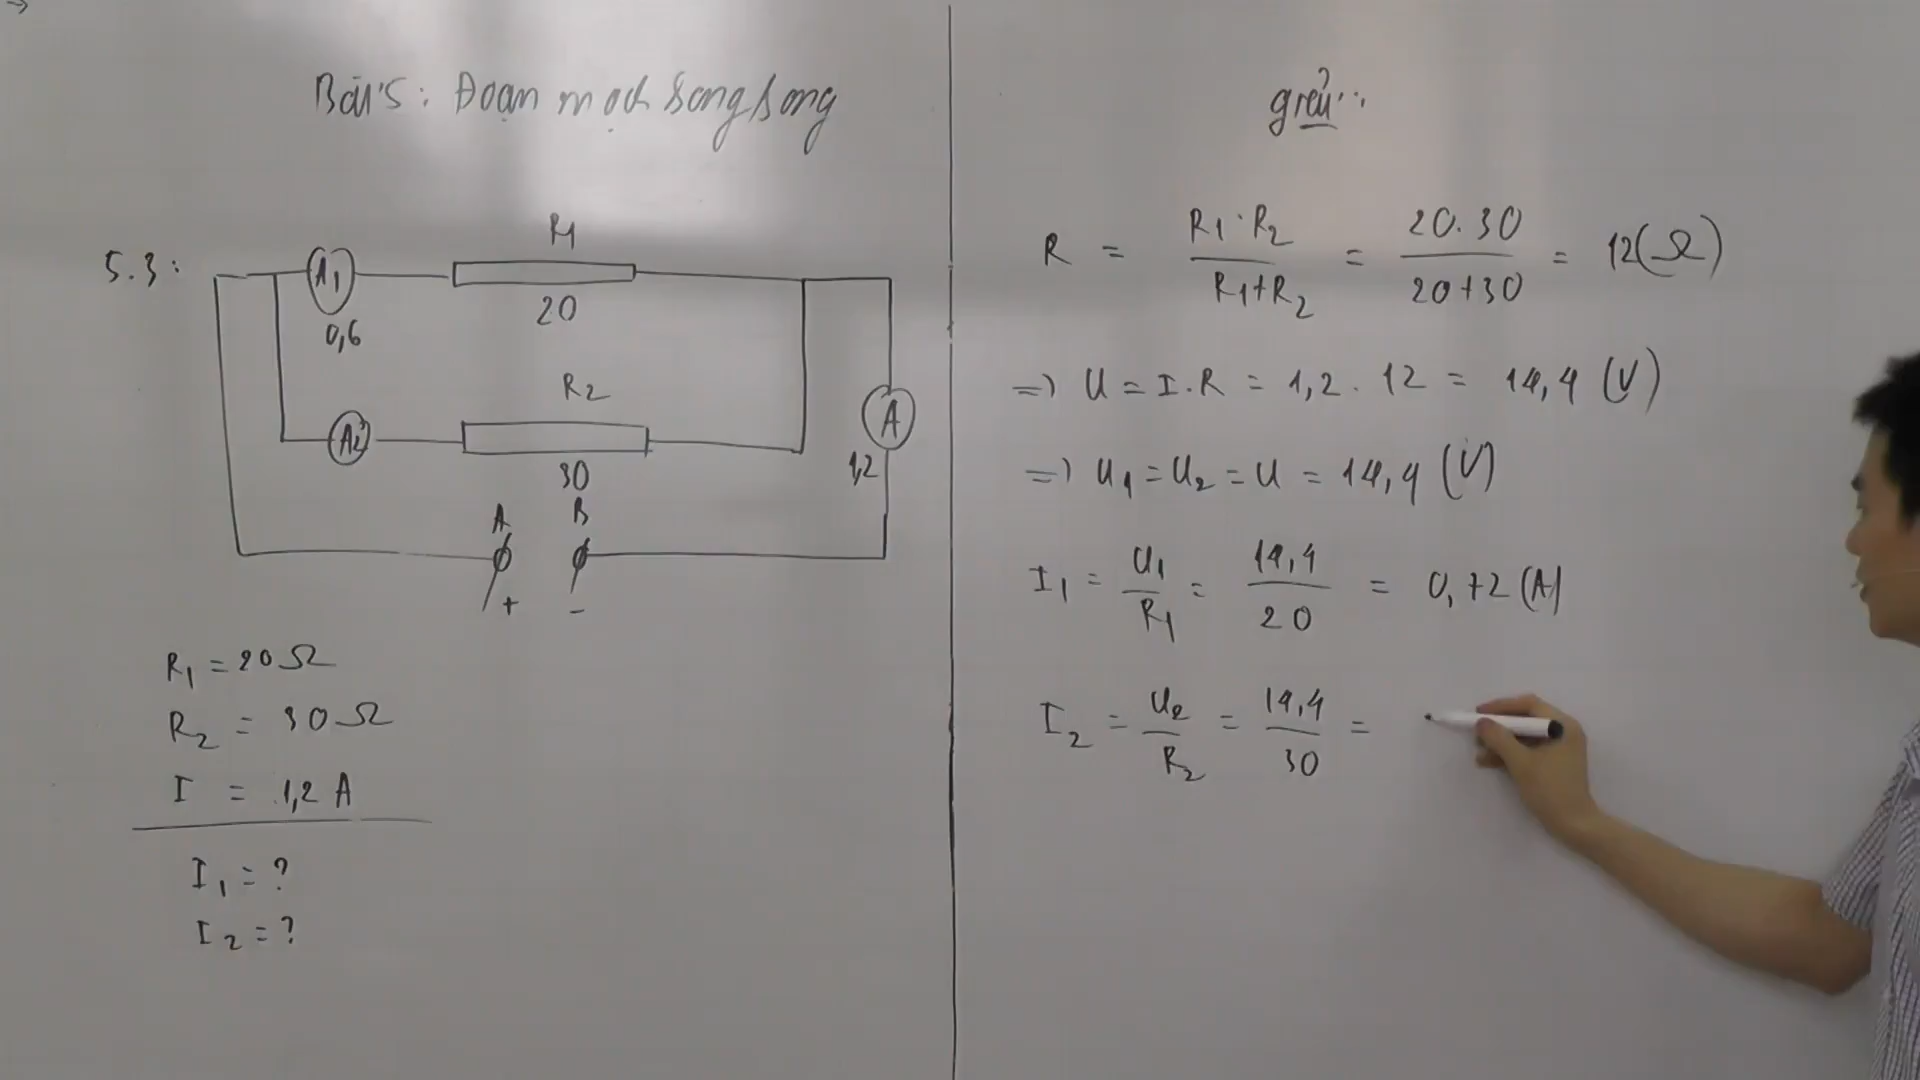 Bài 5: Đoạn mạch song song
5.3:
A1
0,6
R1
20
A2
R2
30
A
1,2
A
B
+
-
R1 = 20 Ω
R2 = 30 Ω
I = 1,2 A
I1 = ?
I2 = ?
giải:
R = R1.R2 / R1+R2 = 20.30 / 20+30 = 12(Ω)
=> U = I.R = 1,2 . 12 = 14,4 (V)
=> U1 = U2 = U = 14,4 (V)
I1 = U1 / R1 = 14,4 / 20 = 0,72 (A)
I2 = U2 / R2 = 14,4 / 30 =